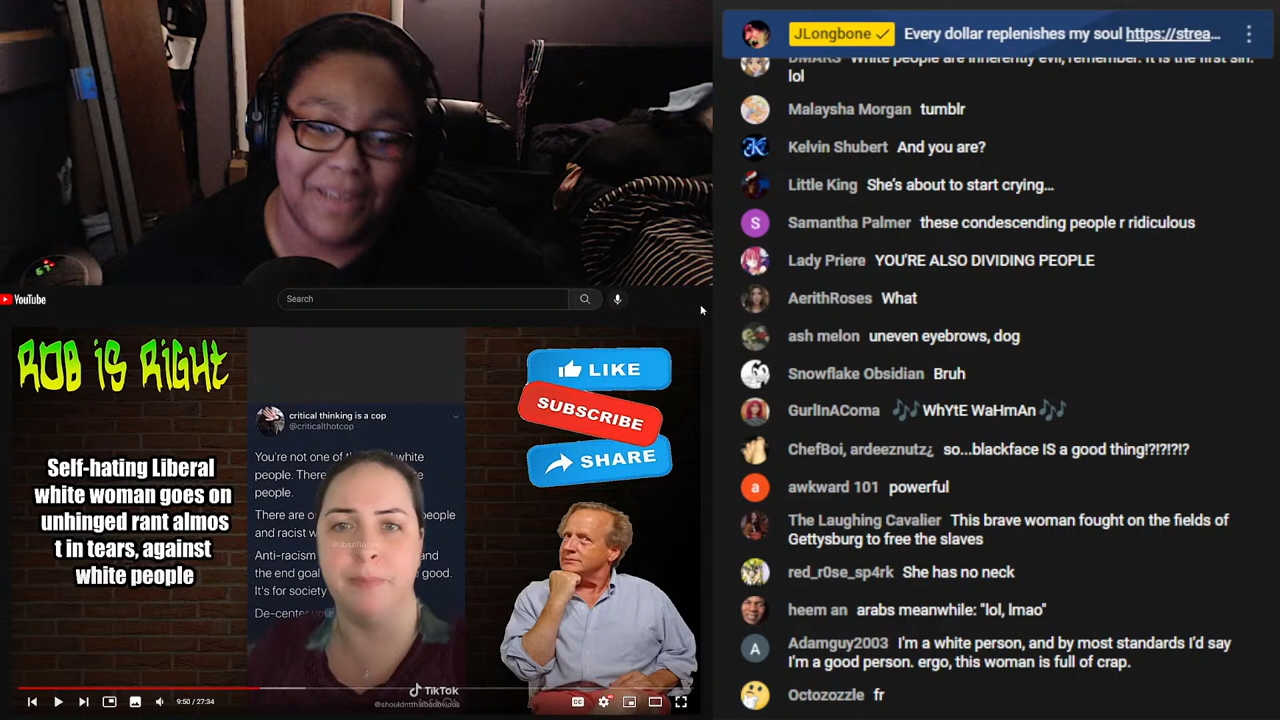 JLongbone ✓ Every dollar replenishes my soul https://strea...
DMARS White people are inherently evil, remember. It is the first sin.
lol
Malaysha Morgan tumblr
Kelvin Shubert And you are?
Little King She's about to start crying...
Samantha Palmer these condescending people r ridiculous
Lady Priere YOU'RE ALSO DIVIDING PEOPLE
AerithRoses What
ash melon uneven eyebrows, dog
Snowflake Obsidian Bruh
GurlInAComa 🎶 WhYtE WaHmAn 🎶
ChefBoi, ardeeznutz¿ so...blackface IS a good thing!?!?!?!?
awkward 101 powerful
The Laughing Cavalier This brave woman fought on the fields of
Gettysburg to free the slaves
red_r0se_sp4rk She has no neck
heem an arabs meanwhile: "lol, lmao"
Adamguy2003 I'm a white person, and by most standards I'd say
I'm a good person. ergo, this woman is full of crap.
Octozozzle fr
YouTube
Search
ROB iS RiGHt
Self-hating Liberal
white woman goes on
unhinged rant almos
t in tears, against
white people
critical thinking is a cop
@criticalthotcop
You're not one of white
people. There
people.
There are people
and racist
Anti-racism and
the end goal good.
It's for society
De-center
LIKE
SUBSCRIBE
SHARE
TikTok
@shouldntthisbeobvious
9:50 / 27:34
CC